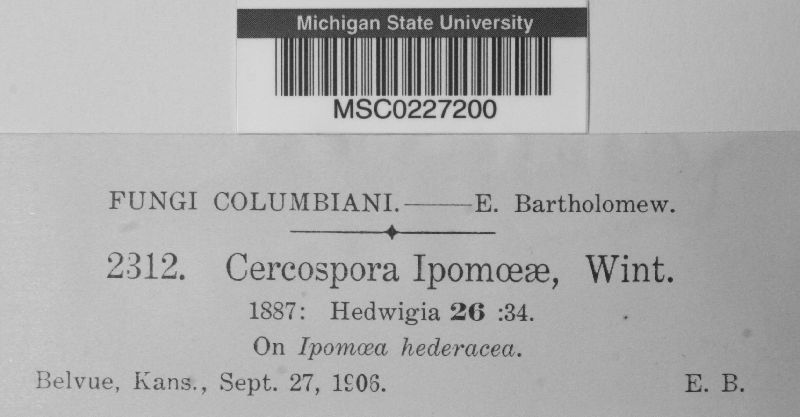 Michigan State University
MSC0227200
FUNGI COLUMBIANI.——E. Bartholomew.
2312. Cercospora Ipomœæ, Wint.
1887: Hedwigia 26 :34.
On Ipomœa hederacea.
Belvue, Kans., Sept. 27, 1906. E. B.